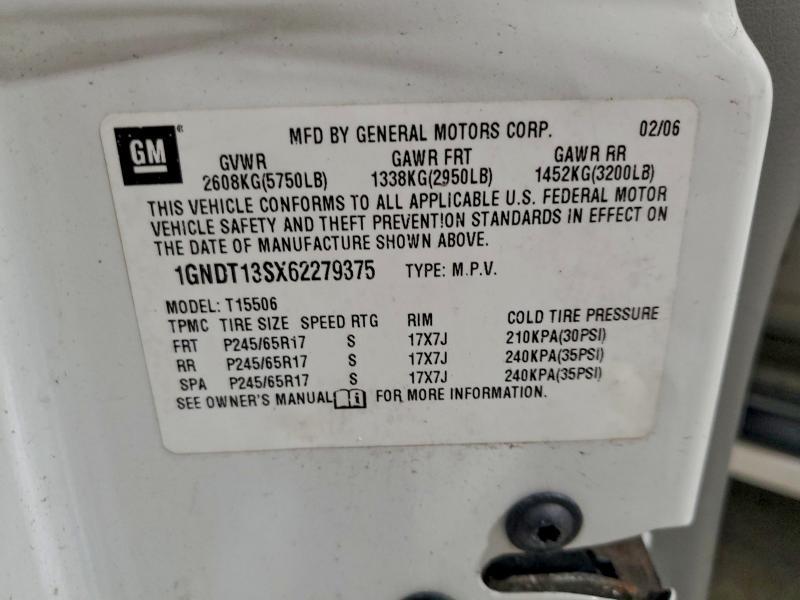 GM ® MFD BY GENERAL MOTORS CORP. 02/06
GVWR GAWR FRT GAWR RR
2608KG(5750LB) 1338KG(2950LB) 1452KG(3200LB)
THIS VEHICLE CONFORMS TO ALL APPLICABLE U.S. FEDERAL MOTOR
VEHICLE SAFETY AND THEFT PREVENTION STANDARDS IN EFFECT ON
THE DATE OF MANUFACTURE SHOWN ABOVE.
1GNDT13SX62279375 TYPE: M.P.V.
MODEL: T15506
TPMC TIRE SIZE SPEED RTG RIM COLD TIRE PRESSURE
FRT P245/65R17 S 17X7J 210KPA(30PSI)
RR P245/65R17 S 17X7J 240KPA(35PSI)
SPA P245/65R17 S 17X7J 240KPA(35PSI)
SEE OWNER'S MANUAL FOR MORE INFORMATION.